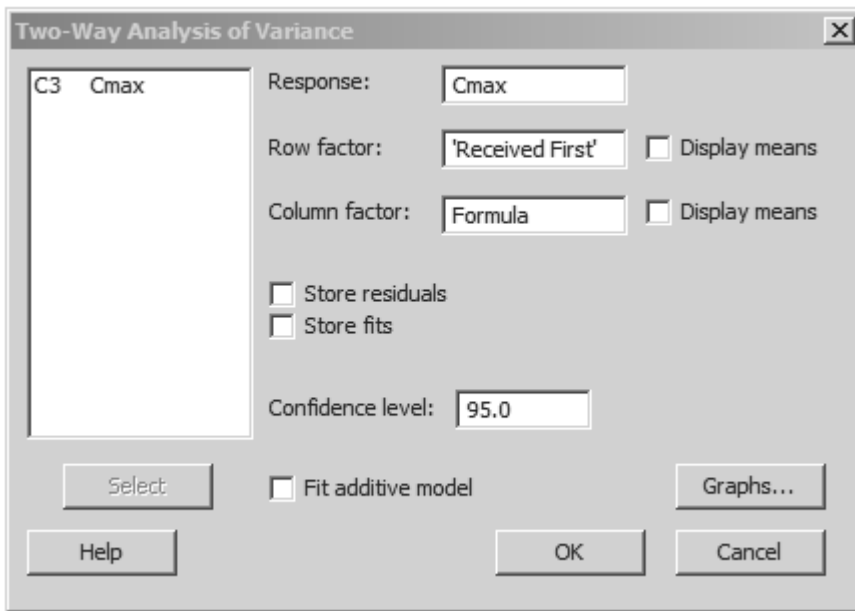 Two-Way Analysis of Variance
C3 Cmax
Response: Cmax
Row factor: 'Received First' Display means
Column factor: Formula Display means
Store residuals
Store fits
Confidence level: 95.0
Select Fit additive model Graphs...
Help OK Cancel